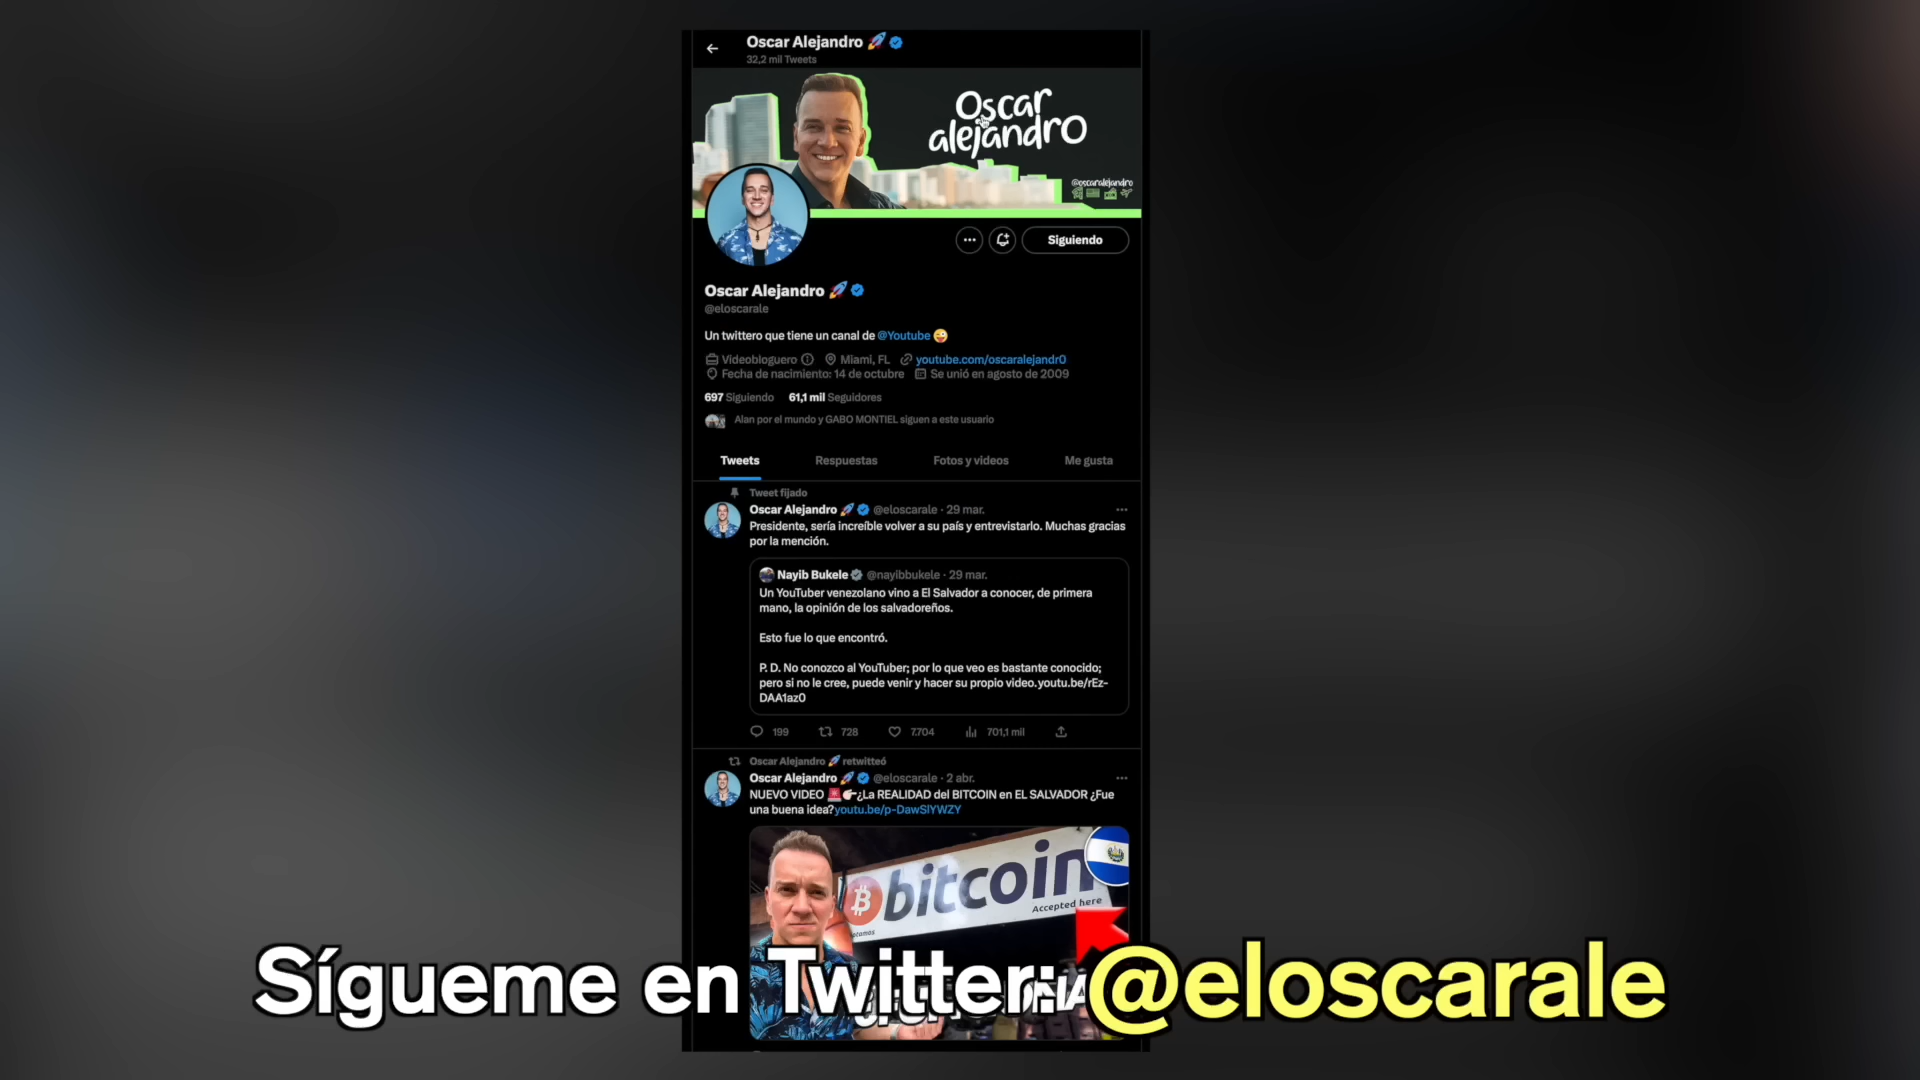 Oscar Alejandro 🚀
32,2 mil Tweets
Oscar
alejandro
@oscaralejandro
Siguiendo
Oscar Alejandro 🚀
@eloscarale
Un twittero que tiene un canal de @Youtube 😜
Videobloguero Miami, FL youtube.com/oscaralejandr0
Fecha de nacimiento: 14 de octubre Se unió en agosto de 2009
697 Siguiendo 61,1 mil Seguidores
Alan por el mundo y GABO MONTIEL siguen a este usuario
Tweets Respuestas Fotos y videos Me gusta
Tweet fijado
Oscar Alejandro 🚀 @eloscarale · 29 mar.
Presidente, sería increíble volver a su país y entrevistarlo. Muchas gracias
por la mención.
Nayib Bukele @nayibbukele · 29 mar.
Un YouTuber venezolano vino a El Salvador a conocer, de primera
mano, la opinión de los salvadoreños.
Esto fue lo que encontró.
P. D. No conozco al YouTuber; por lo que veo es bastante conocido;
pero si no le cree, puede venir y hacer su propio video.youtu.be/rEz-
DAA1az0
199 728 7.704 701,1 mil
Oscar Alejandro 🚀 retwitteó
Oscar Alejandro 🚀 @eloscarale · 2 abr.
NUEVO VIDEO 🚨👉¿La REALIDAD del BITCOIN en EL SALVADOR ¿Fue
una buena idea?youtu.be/p-DawSlYWZY
bitcoin
Accepted here
Sígueme en Twitter: @eloscarale